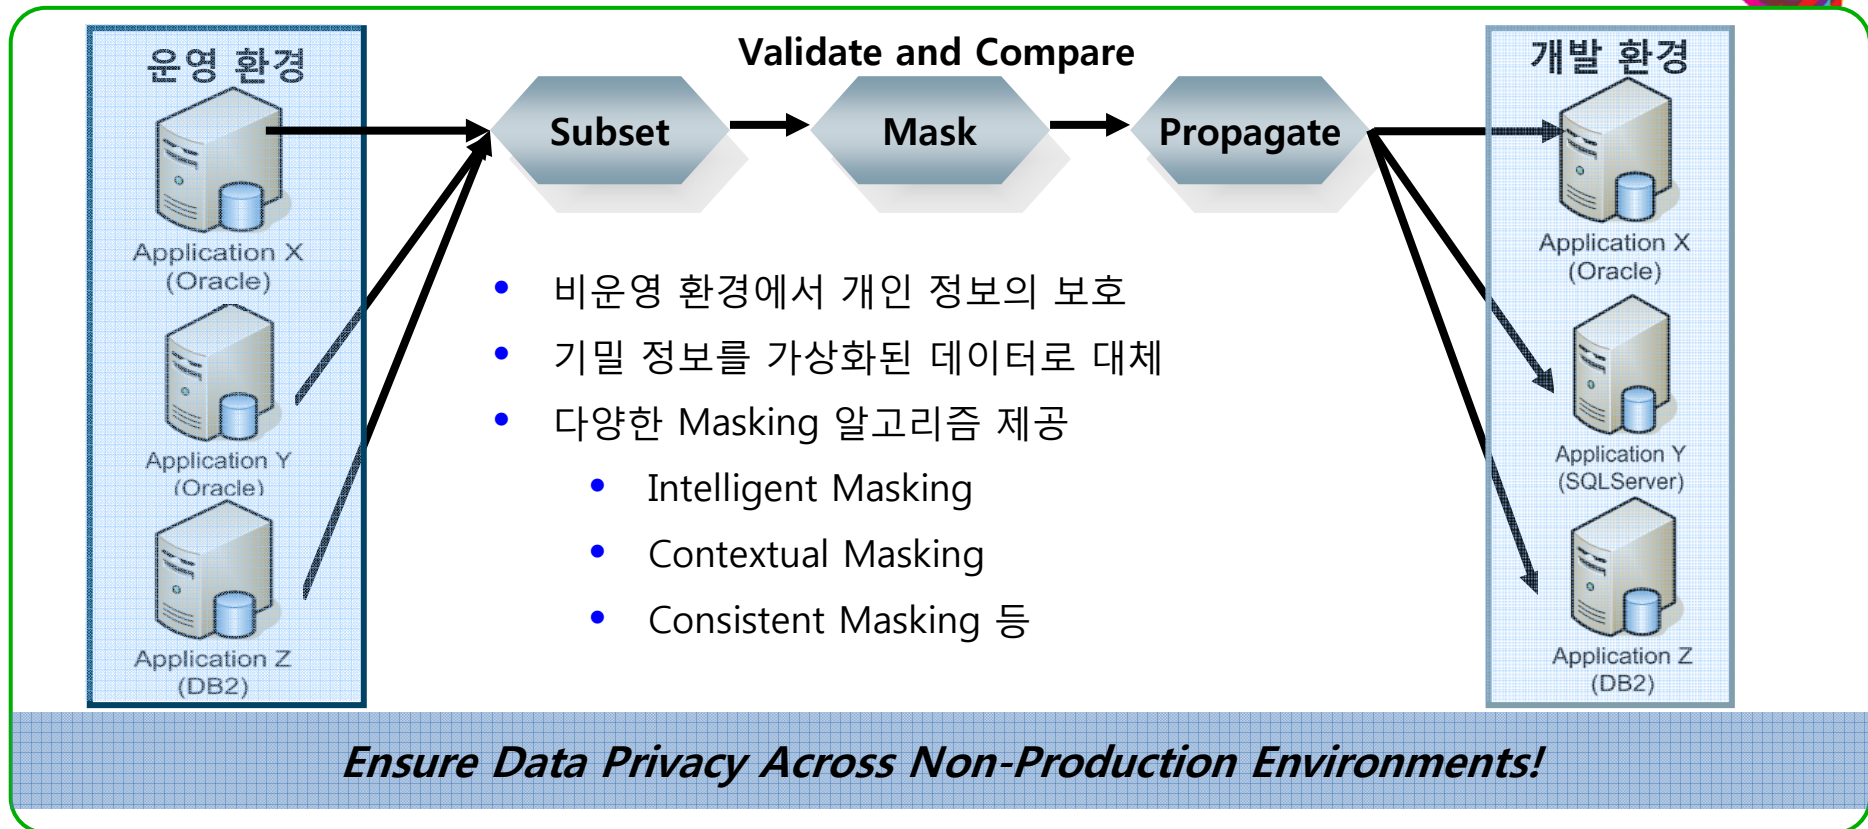 운영 환경
Application X
(Oracle)
Application Y
(Oracle)
Application Z
(DB2)
Validate and Compare
Subset
Mask
Propagate
• 비운영 환경에서 개인 정보의 보호
• 기밀 정보를 가상화된 데이터로 대체
• 다양한 Masking 알고리즘 제공
• Intelligent Masking
• Contextual Masking
• Consistent Masking 등
개발 환경
Application X
(Oracle)
Application Y
(SQLServer)
Application Z
(DB2)
Ensure Data Privacy Across Non-Production Environments!